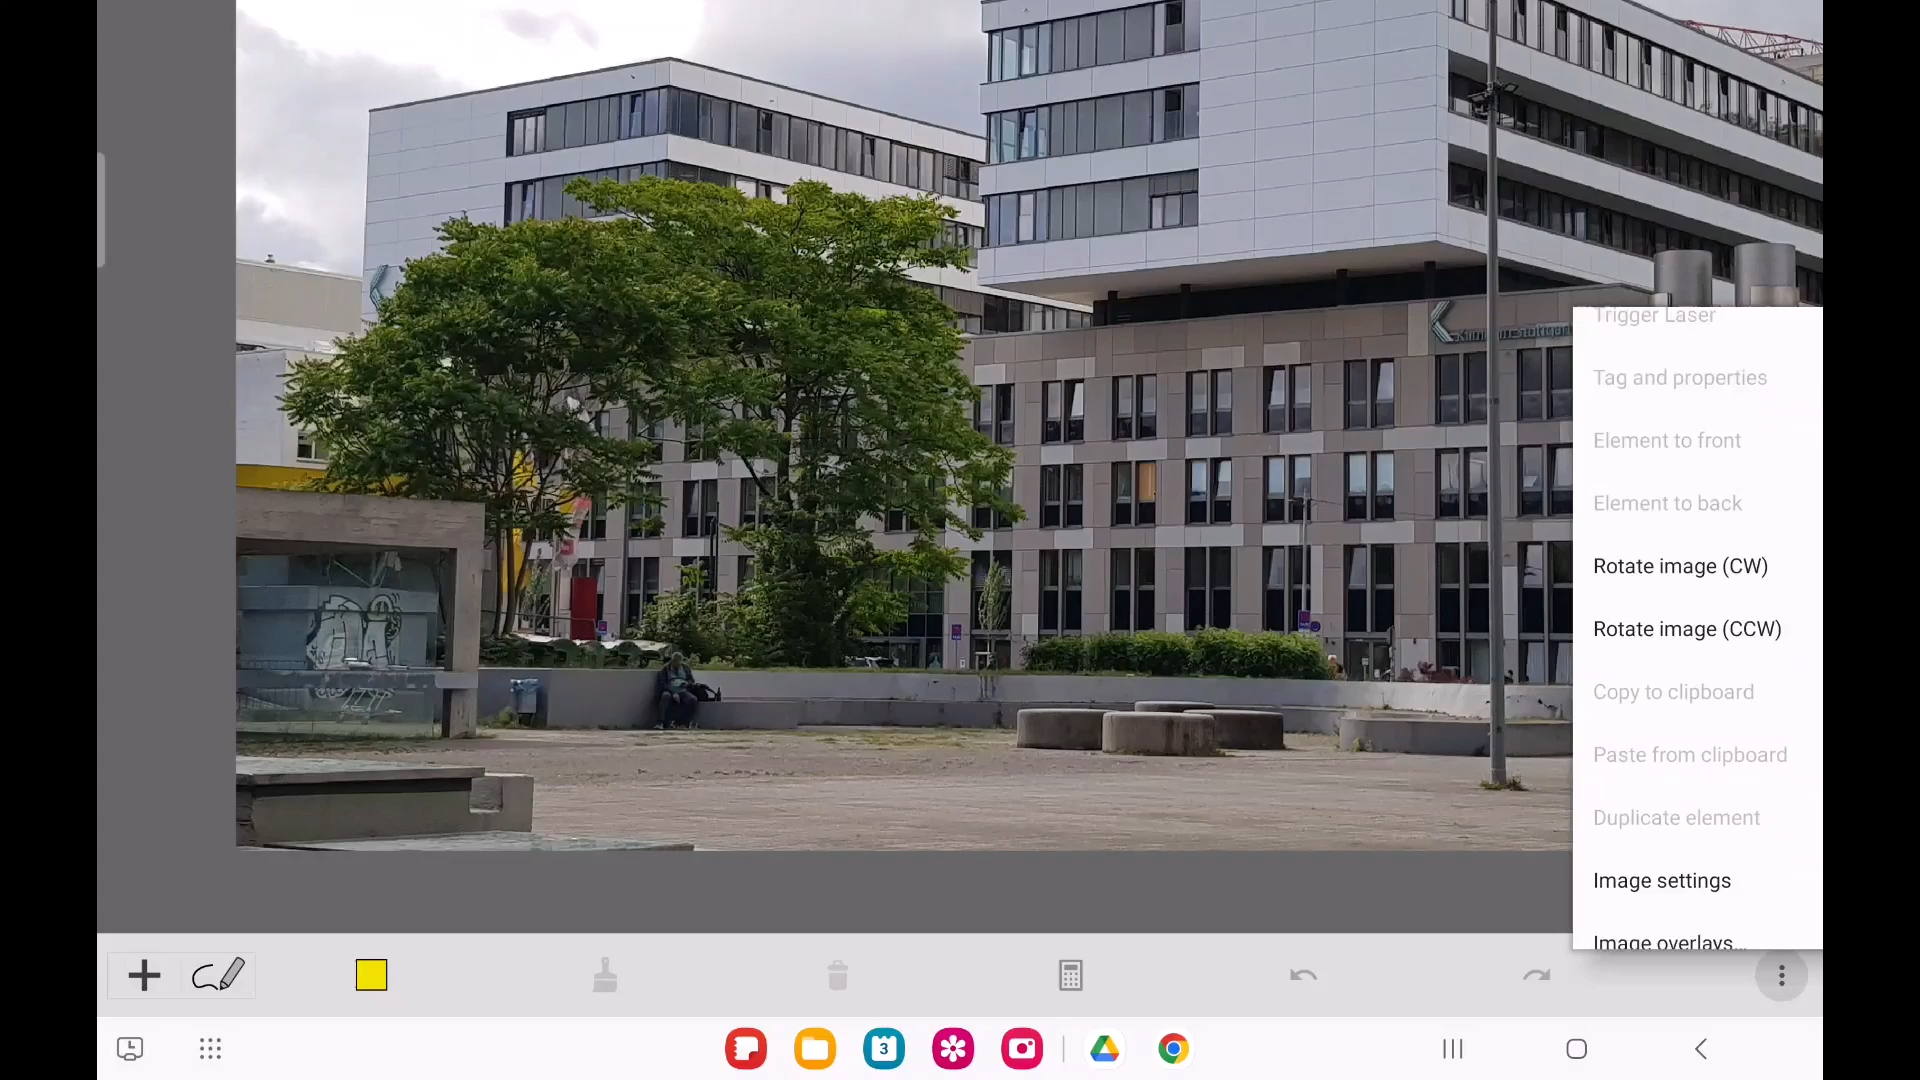 Trigger Laser
Tag and properties
Element to front
Element to back
Rotate image (CW)
Rotate image (CCW)
Copy to clipboard
Paste from clipboard
Duplicate element
Image settings
Image overlays...
3